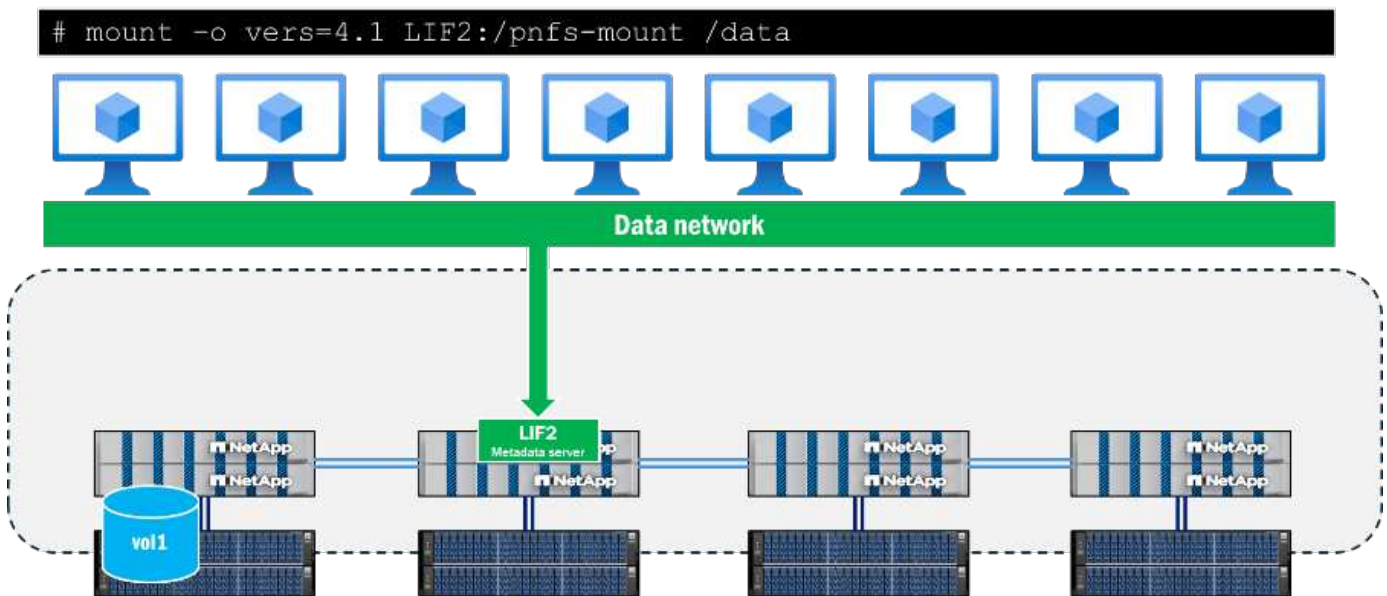 # mount -o vers=4.1 LIF2:/pnfs-mount /data
Data network
LIF2
Metadata server
NetApp
NetApp
NetApp
NetApp
NetApp
NetApp
NetApp
vol1